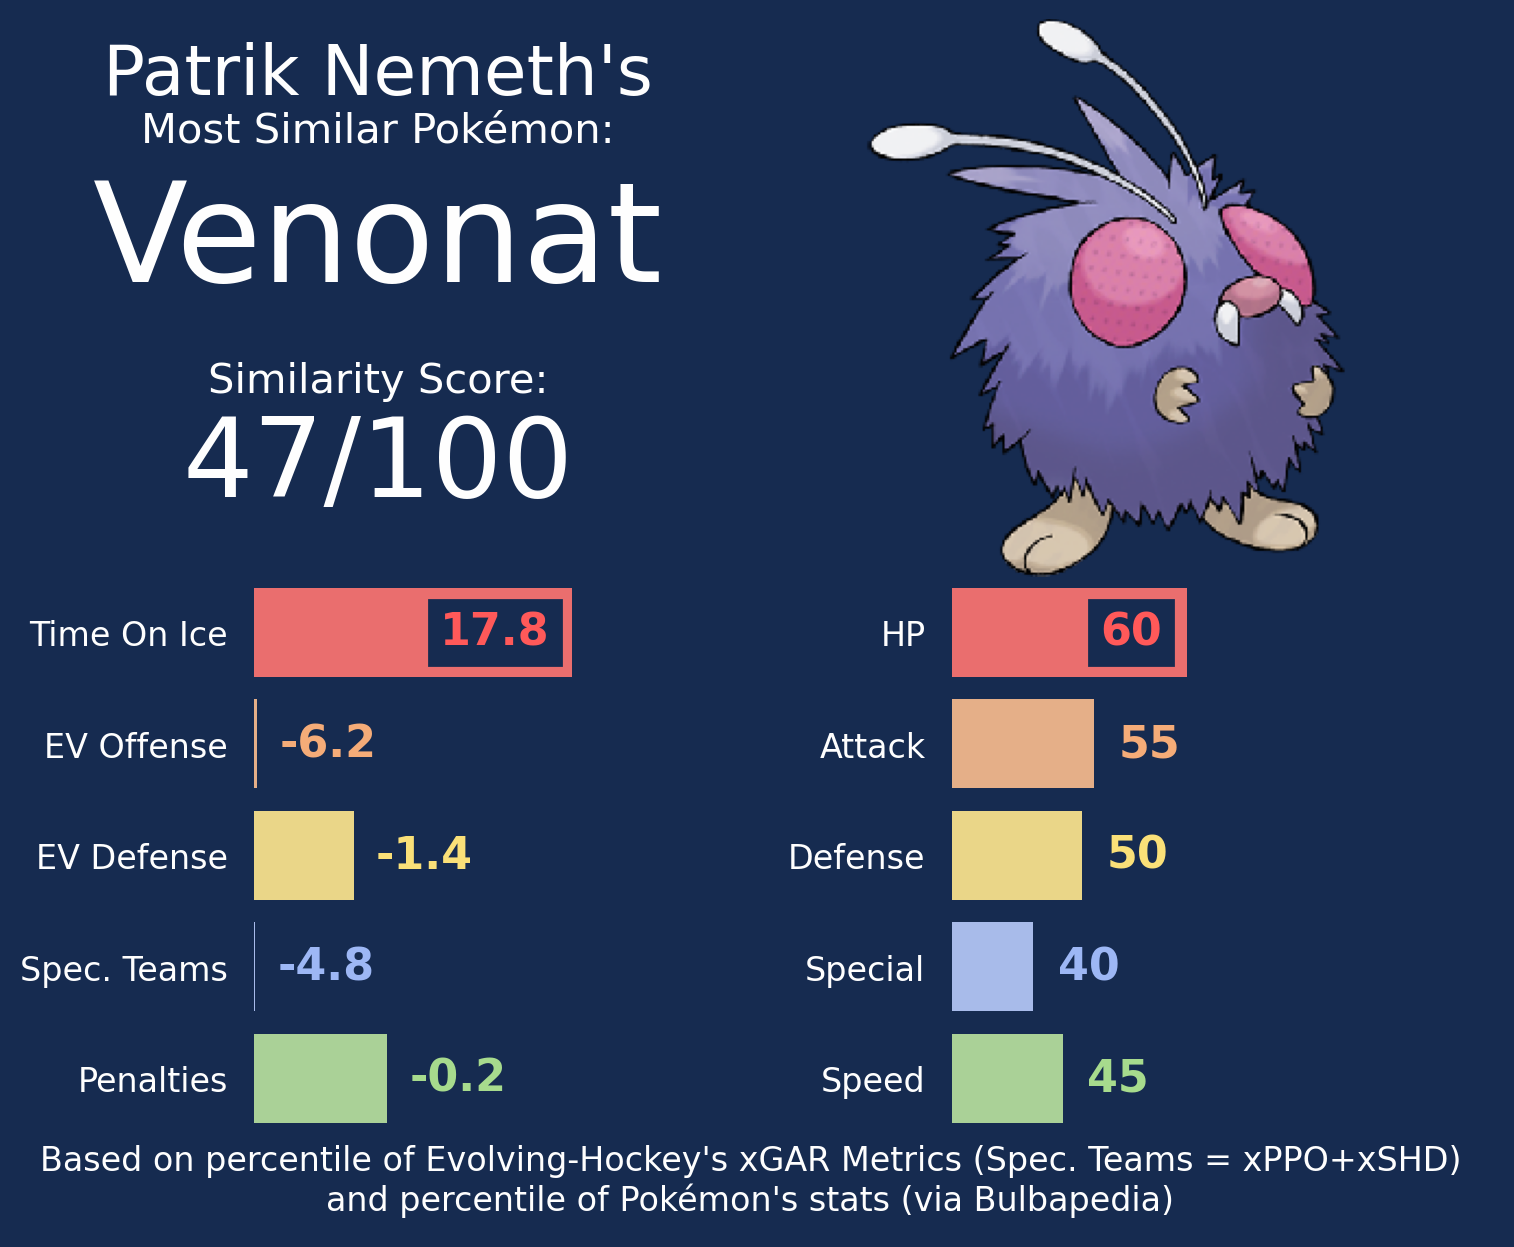 Patrik Nemeth's
Most Similar Pokémon:
Venonat
Similarity Score:
47/100
Time On Ice 17.8
EV Offense -6.2
EV Defense -1.4
Spec. Teams -4.8
Penalties -0.2
HP 60
Attack 55
Defense 50
Special 40
Speed 45
Based on percentile of Evolving-Hockey's xGAR Metrics (Spec. Teams = xPPO+xSHD)
and percentile of Pokémon's stats (via Bulbapedia)